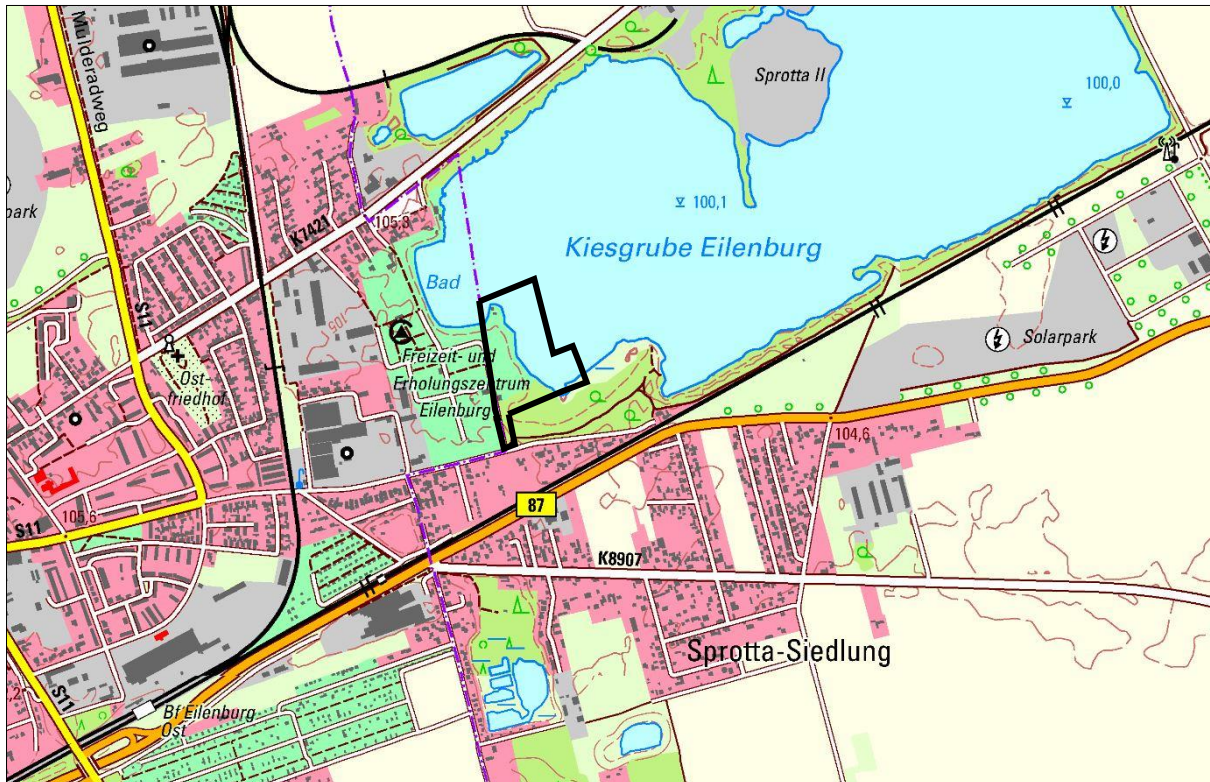 Mulderadweg
Sprotta II
100,0
park
K7421
105,3
100,1
Kiesgrube Eilenburg
Bad
S11
105
Freizeit- und
Erholungszentrum
Eilenburg
Ost-
friedhof
Solarpark
104,6
87
S11
105,6
K8907
Sprotta-Siedlung
S11
Bf Eilenburg
Ost